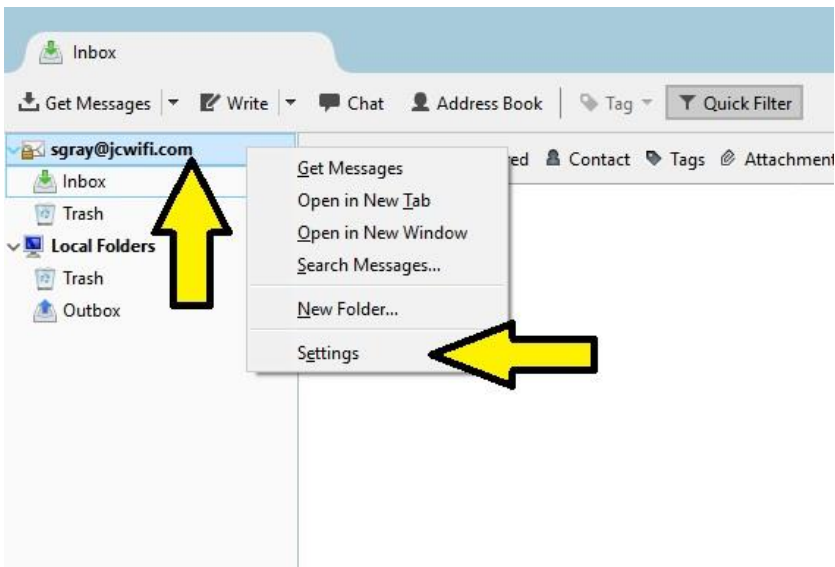 Inbox
Get Messages Write Chat Address Book Tag Quick Filter
sgray@jcwifi.com
Inbox
Trash
Local Folders
Trash
Outbox
Contact Tags Attachment
Get Messages
Open in New Tab
Open in New Window
Search Messages...
New Folder...
Settings